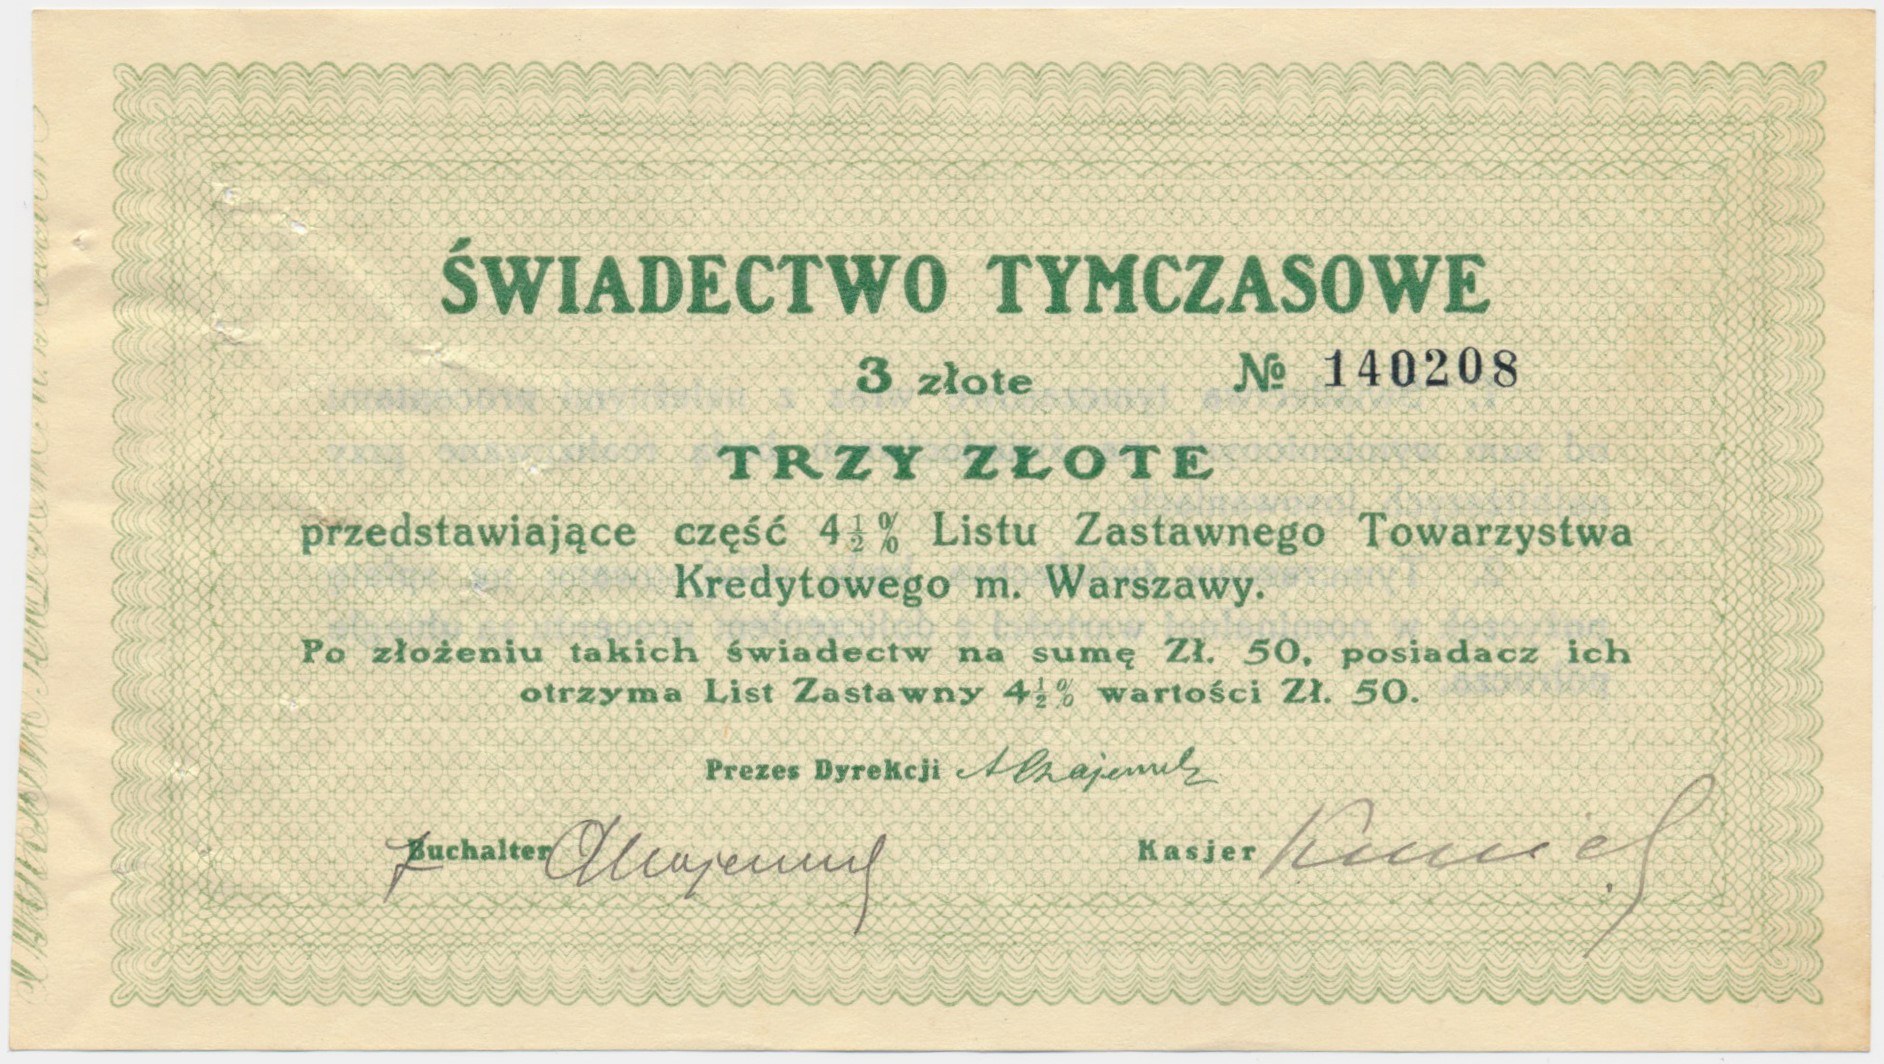 ŚWIADECTWO TYMCZASOWE
3 złote № 140208
TRZY ZŁOTE
przedstawiające część 4½% Listu Zastawnego Towarzystwa
Kredytowego m. Warszawy.
Po złożeniu takich świadectw na sumę Zł. 50, posiadacz ich
otrzyma List Zastawny 4½% wartości Zł. 50.
Prezes Dyrekcji
Buchalter Kasjer